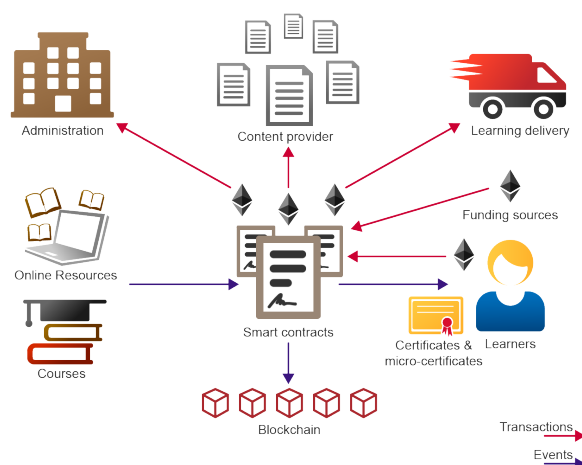 Administration
Content provider
Learning delivery
Funding sources
Online Resources
Smart contracts
Certificates &
micro-certificates
Learners
Courses
Blockchain
Transactions
Events